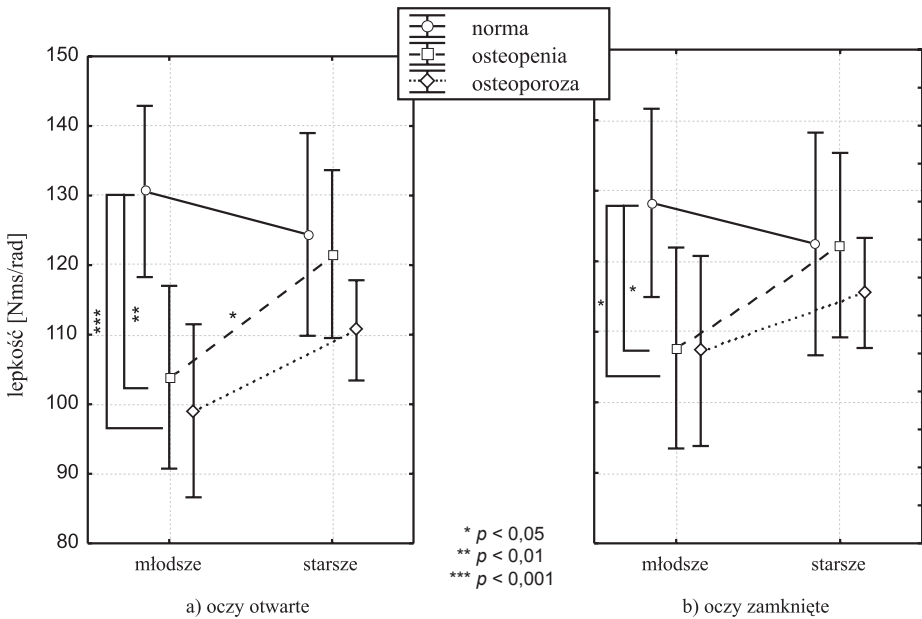 norma
osteopenia
osteoporoza
lepkość [Nms/rad]
150
140
130
120
110
100
90
80
***
**
*
*
*
młodsze starsze
a) oczy otwarte
* p < 0,05
** p < 0,01
*** p < 0,001
młodsze starsze
b) oczy zamknięte